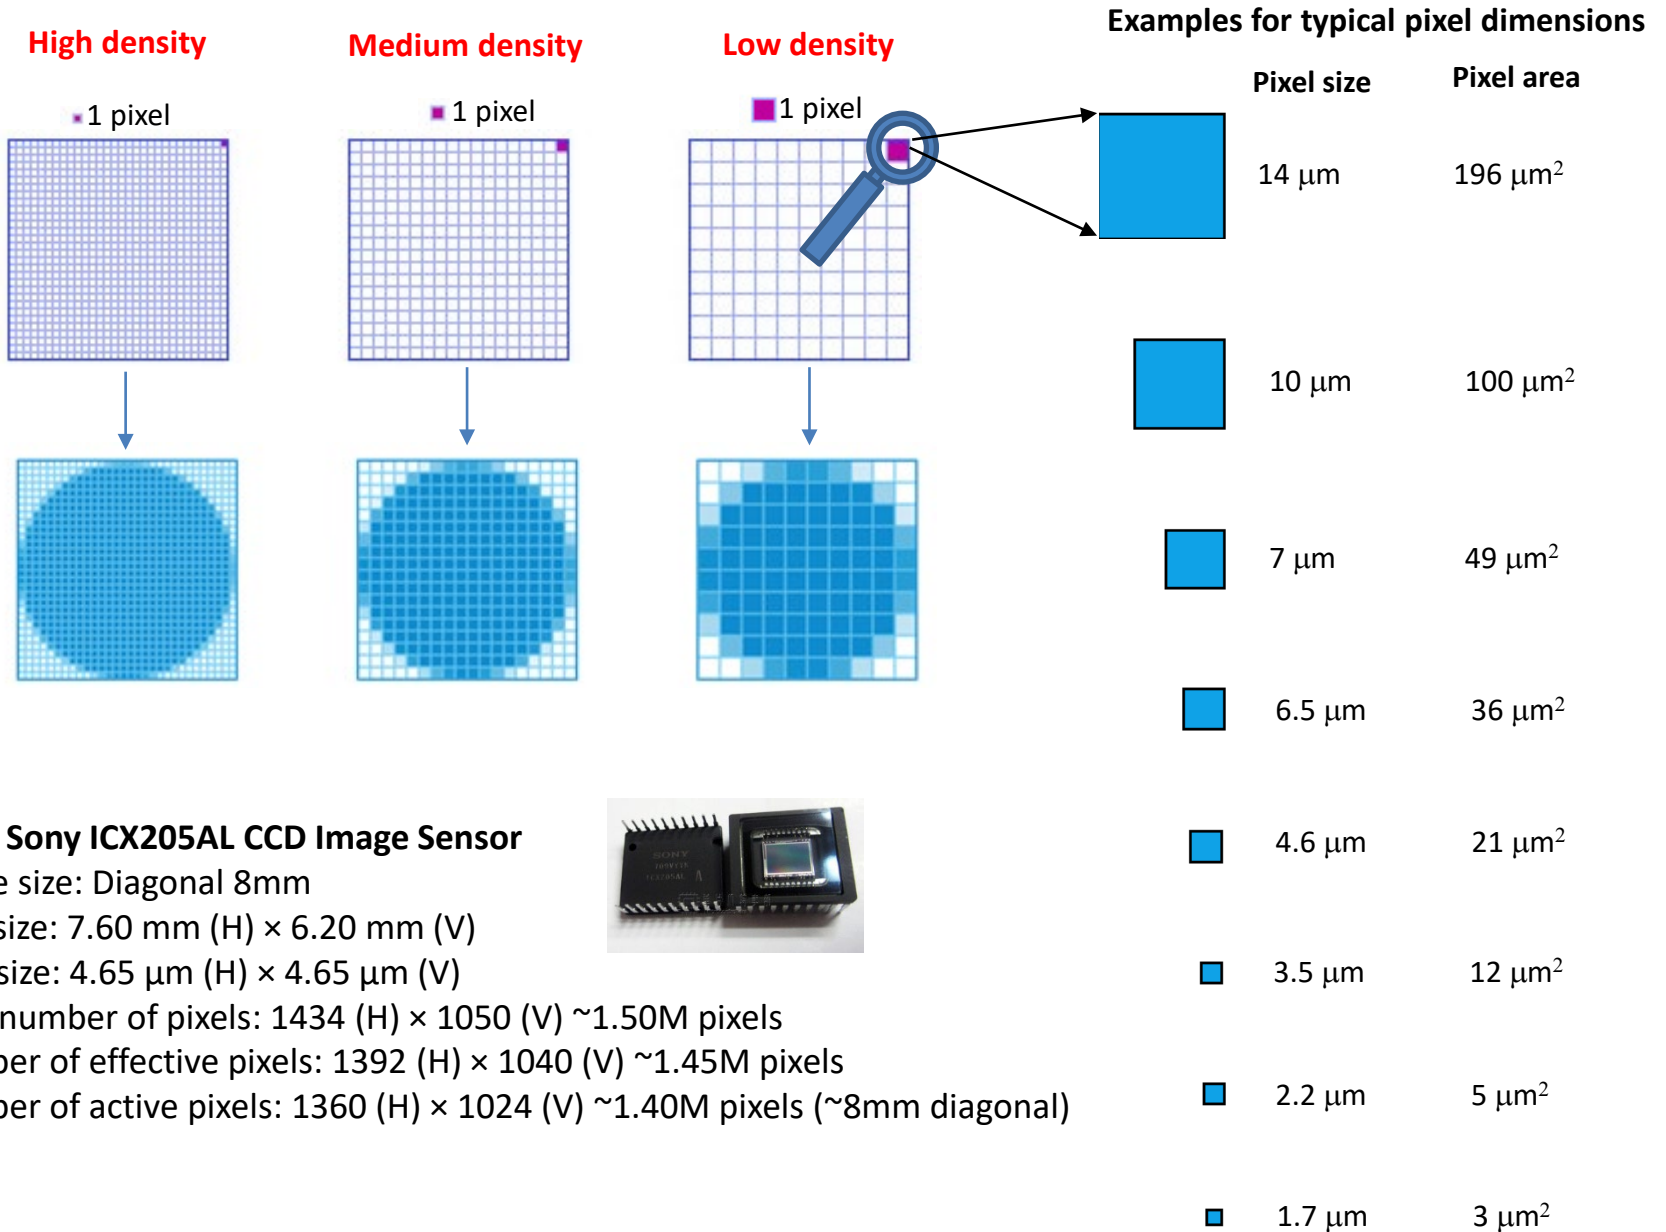 Examples for typical pixel dimensions
High density
Medium density
Low density
Pixel size
Pixel area
1 pixel
1 pixel
1 pixel
14 μm
196 μm²
10 μm
100 μm²
7 μm
49 μm²
6.5 μm
36 μm²
Sony ICX205AL CCD Image Sensor
4.6 μm
21 μm²
e size: Diagonal 8mm
size: 7.60 mm (H) × 6.20 mm (V)
size: 4.65 μm (H) × 4.65 μm (V)
3.5 μm
12 μm²
number of pixels: 1434 (H) × 1050 (V) ~1.50M pixels
ber of effective pixels: 1392 (H) × 1040 (V) ~1.45M pixels
ber of active pixels: 1360 (H) × 1024 (V) ~1.40M pixels (~8mm diagonal)
2.2 μm
5 μm²
1.7 μm
3 μm²
SONY